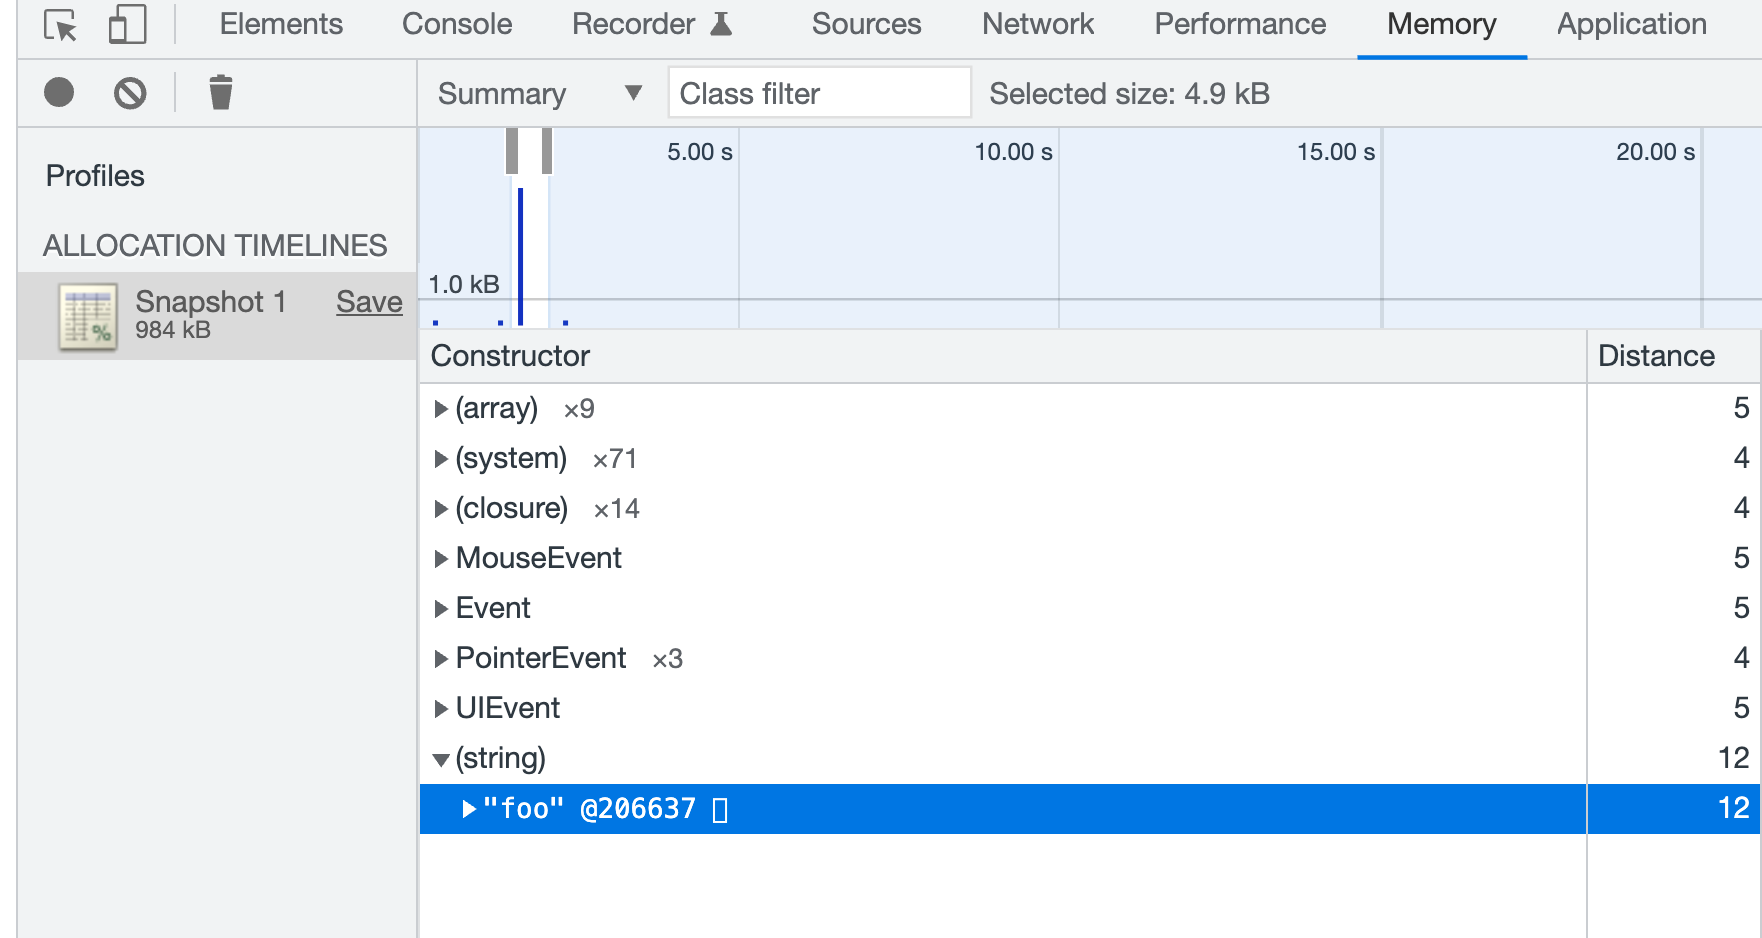 Elements Console Recorder Sources Network Performance Memory Application
Summary ▼ Class filter Selected size: 4.9 kB
Profiles
ALLOCATION TIMELINES
Snapshot 1 Save
984 kB
5.00 s 10.00 s 15.00 s 20.00 s
1.0 kB
Constructor Distance
(array) ×9 5
(system) ×71 4
(closure) ×14 4
MouseEvent 5
Event 5
PointerEvent ×3 4
UIEvent 5
(string) 12
"foo" @206637 12